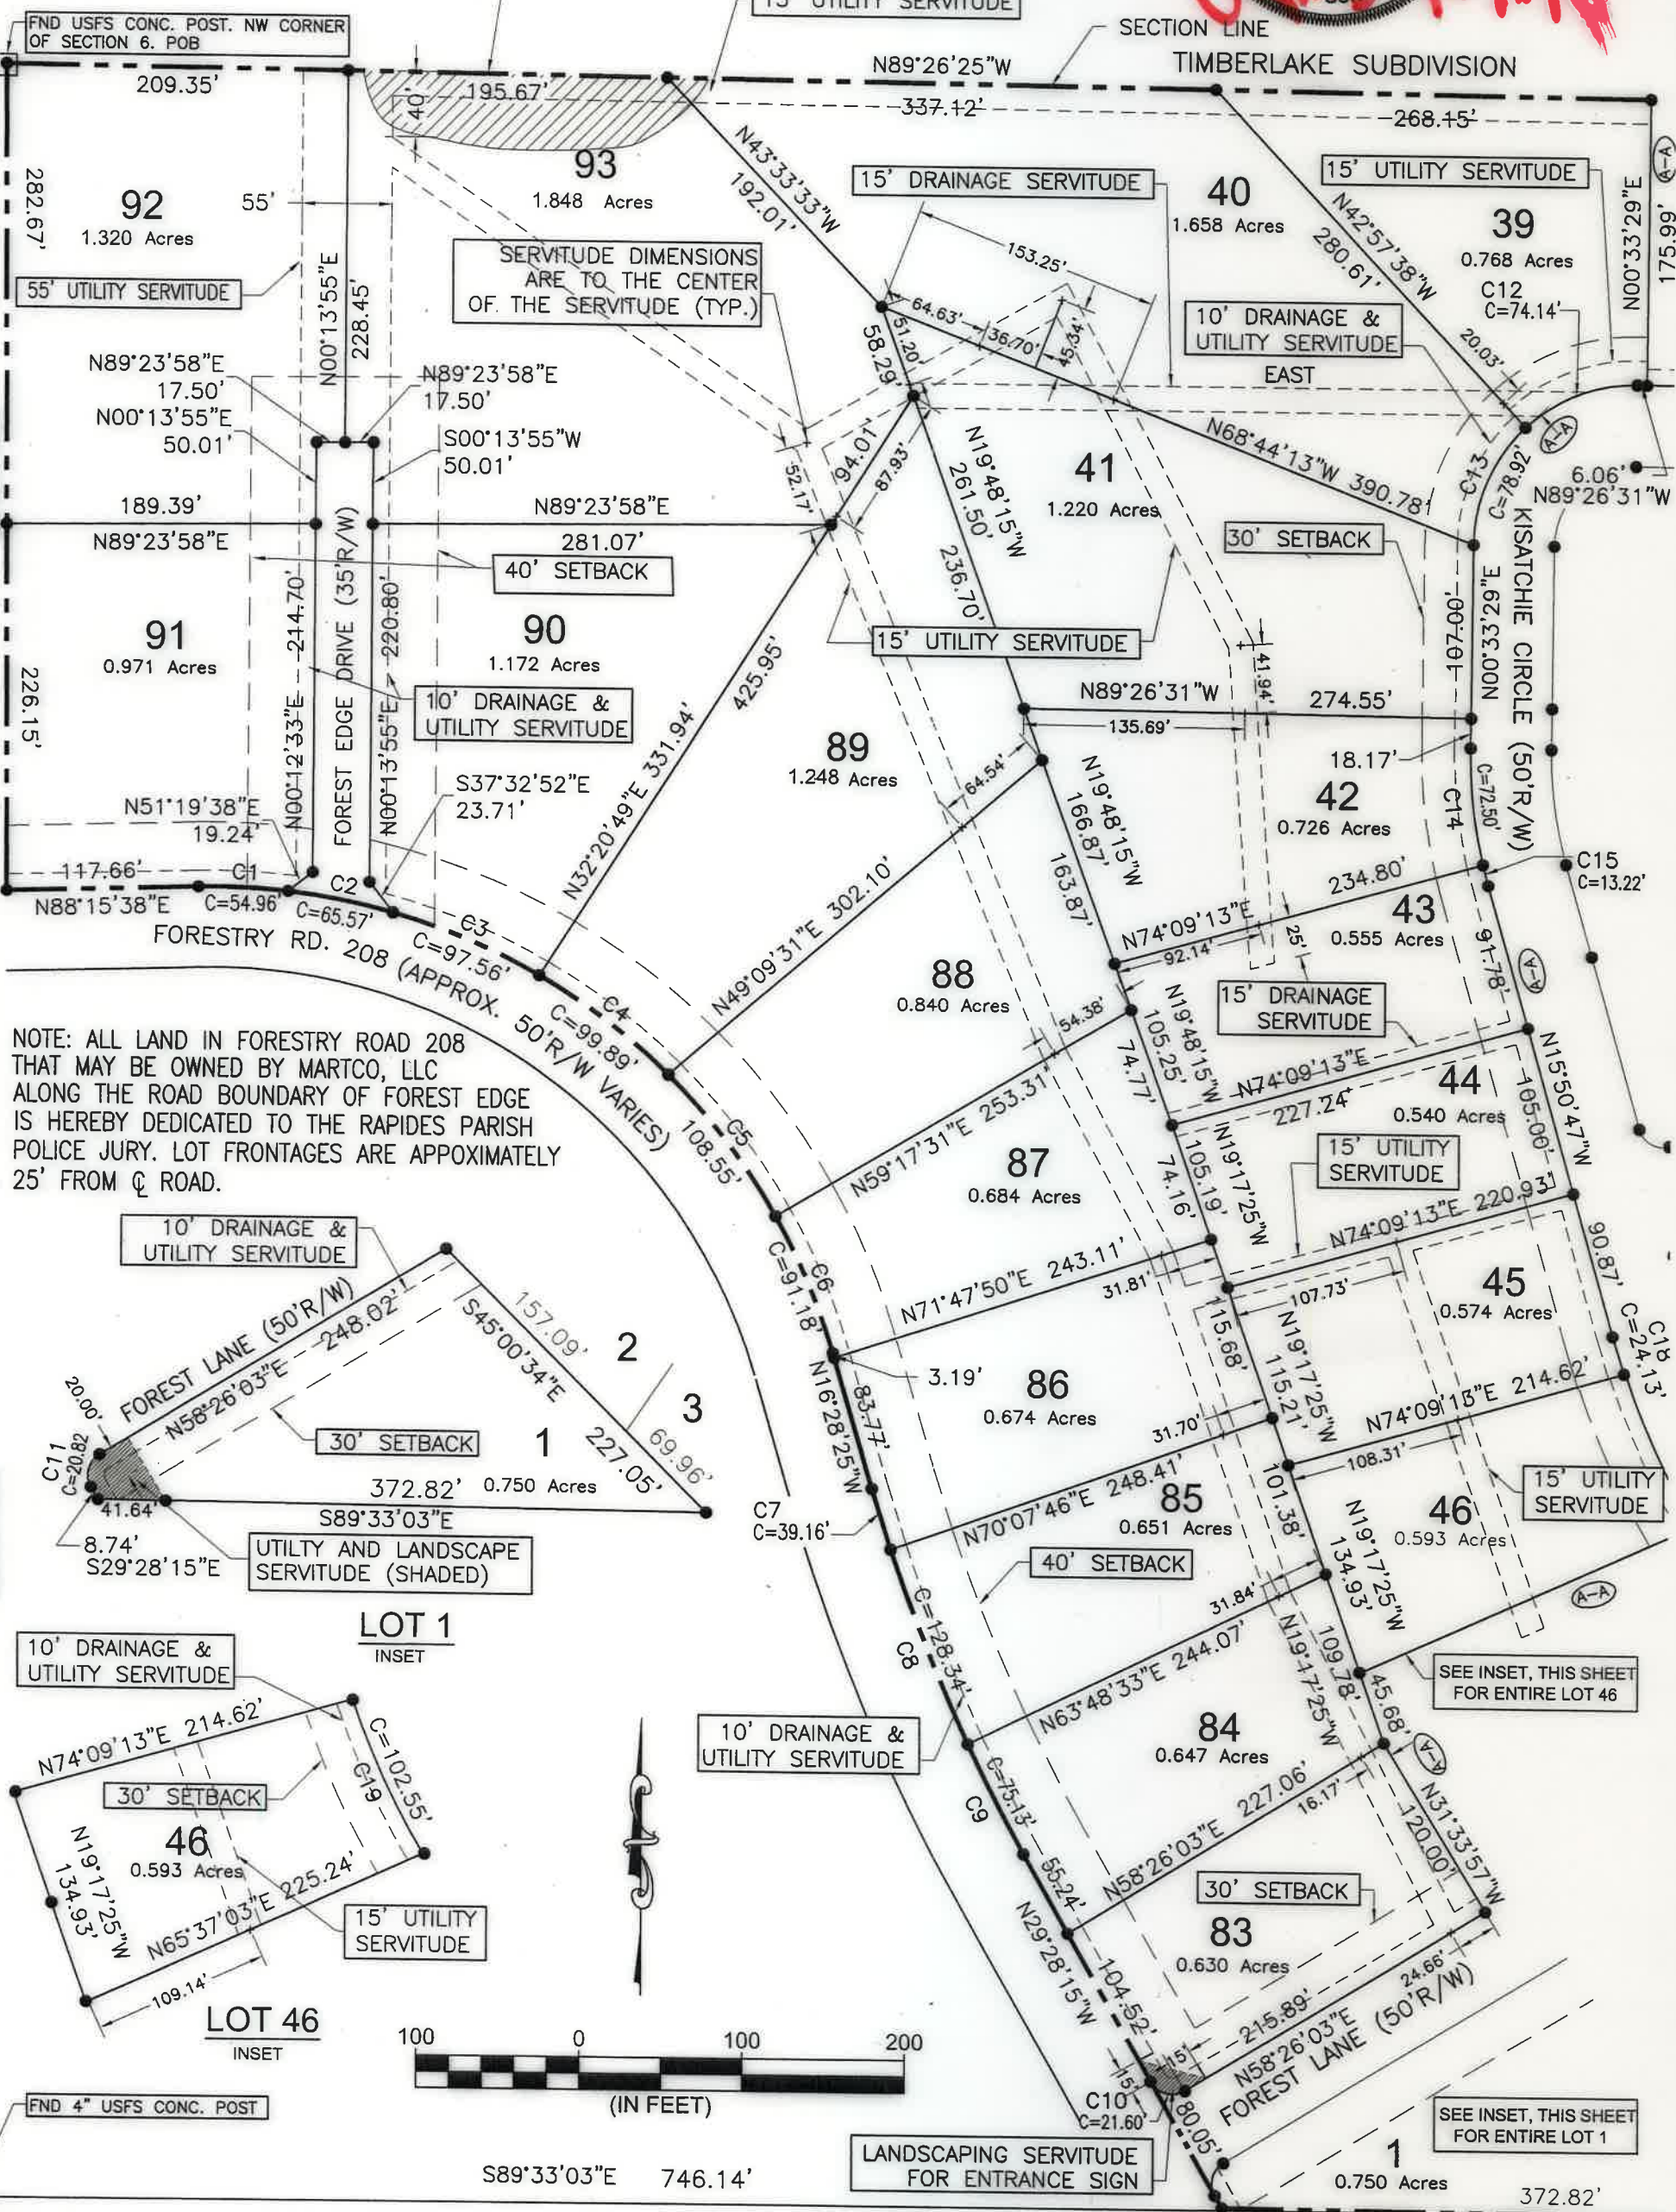 FND USFS CONC. POST. NW CORNER
OF SECTION 6. POB
15' UTILITY SERVITUDE
SECTION LINE
TIMBERLAKE SUBDIVISION
N89°26'25"W
209.35'
195.67'
40'
337.12'
268.15'
282.67'
92
1.320 Acres
55'
55' UTILITY SERVITUDE
N00°13'55"E
228.45'
93
1.848 Acres
N43°33'33"W
192.01'
15' DRAINAGE SERVITUDE
40
1.658 Acres
N42°57'38"W
280.61'
15' UTILITY SERVITUDE
39
0.768 Acres
C12
C=74.14'
N00°33'29"E
175.99'
A-A
SERVITUDE DIMENSIONS
ARE TO THE CENTER
OF THE SERVITUDE (TYP.)
153.25'
64.63'
36.70'
45.34'
51.20'
58.29'
10' DRAINAGE &
UTILITY SERVITUDE
EAST
20.03'
N89°23'58"E
17.50'
N00°13'55"E
50.01'
N89°23'58"E
17.50'
S00°13'55"W
50.01'
52.17'
94.01'
87.93'
N19°48'15"W
261.50'
236.70'
41
1.220 Acres
N68°44'13"W 390.78'
C13
C=78.92'
A-A
6.06'
N89°26'31"W
189.39'
N89°23'58"E
N89°23'58"E
281.07'
40' SETBACK
30' SETBACK
KISATCHIE CIRCLE (50'R/W)
N00°33'29"E
107.00'
91
0.971 Acres
226.15'
214.70'
N00°12'33"E
FOREST EDGE DRIVE (35'R/W)
220.80'
N00°13'55"E
90
1.172 Acres
10' DRAINAGE &
UTILITY SERVITUDE
15' UTILITY SERVITUDE
41.94'
N89°26'31"W
274.55'
135.69'
18.17'
425.95'
N32°20'49"E 331.94'
89
1.248 Acres
64.54'
N19°48'15"W
166.87'
163.87'
42
0.726 Acres
C14
C=72.50'
C15
C=13.22'
N51°19'38"E
19.24'
S37°32'52"E
23.71'
117.66'
N88°15'38"E
C1
C=54.96'
C2
C=65.57'
C3
C=97.56'
FORESTRY RD. 208 (APPROX. 50'R/W VARIES)
C4
C=99.89'
N49°09'31"E 302.10'
88
0.840 Acres
54.38'
234.80'
N74°09'13"E
92.14'
25'
43
0.555 Acres
91.78'
A-A
15' DRAINAGE
SERVITUDE
N19°48'15"W
105.25'
74.77'
NOTE: ALL LAND IN FORESTRY ROAD 208
THAT MAY BE OWNED BY MARTCO, LLC
ALONG THE ROAD BOUNDARY OF FOREST EDGE
IS HEREBY DEDICATED TO THE RAPIDES PARISH
POLICE JURY. LOT FRONTAGES ARE APPOXIMATELY
25' FROM ℄ ROAD.
C5
108.55'
N59°17'31"E 253.31'
87
0.684 Acres
N74°09'13"E
227.24'
44
0.540 Acres
105.00'
N15°50'47"W
15' UTILITY
SERVITUDE
N19°17'25"W
105.19'
74.16'
N74°09'13"E 220.93'
C6
C=91.18'
N71°47'50"E 243.11'
31.81'
107.73'
45
0.574 Acres
90.87'
C18
C=24.13'
10' DRAINAGE &
UTILITY SERVITUDE
FOREST LANE (50'R/W)
N58°26'03"E 248.02'
157.09'
S45°00'34"E
2
3
69.96'
227.05'
30' SETBACK
1
0.750 Acres
20.00'
C11
C=20.82
372.82'
S89°33'03"E
41.64'
8.74'
S29°28'15"E
UTILTY AND LANDSCAPE
SERVITUDE (SHADED)
LOT 1
INSET
3.19'
83.77'
N16°28'25"W
86
0.674 Acres
115.68'
N19°17'25"W
115.21'
31.70'
N74°09'13"E 214.62'
108.31'
C7
C=39.16'
N70°07'46"E 248.41'
85
0.651 Acres
101.38'
N19°17'25"W
134.93'
46
0.593 Acres
15' UTILITY
SERVITUDE
A-A
40' SETBACK
31.84'
C8
C=128.34'
N63°48'33"E 244.07'
N19°17'25"W
109.78'
45.68'
SEE INSET, THIS SHEET
FOR ENTIRE LOT 46
10' DRAINAGE &
UTILITY SERVITUDE
84
0.647 Acres
A-A
10' DRAINAGE &
UTILITY SERVITUDE
N74°09'13"E 214.62'
C=102.55'
C19
30' SETBACK
46
0.593 Acres
N19°17'25"W
134.93'
N65°37'03"E 225.24'
109.14'
15' UTILITY
SERVITUDE
LOT 46
INSET
C9
C=75.13'
N58°26'03"E 227.06'
16.17'
N31°33'57"W
120.00'
55.24'
30' SETBACK
83
0.630 Acres
N29°28'15"W
104.52'
24.66'
215.89'
N58°26'03"E
FOREST LANE (50'R/W)
15'
15'
C10
C=21.60'
80.05'
100 0 100 200
(IN FEET)
FND 4" USFS CONC. POST
S89°33'03"E 746.14'
LANDSCAPING SERVITUDE
FOR ENTRANCE SIGN
SEE INSET, THIS SHEET
FOR ENTIRE LOT 1
1
0.750 Acres
372.82'